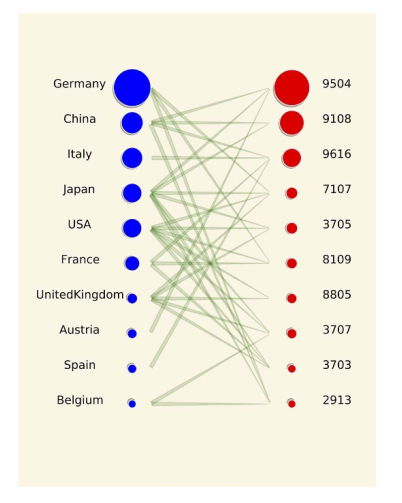 Germany 9504
China 9108
Italy 9616
Japan 7107
USA 3705
France 8109
UnitedKingdom 8805
Austria 3707
Spain 3703
Belgium 2913